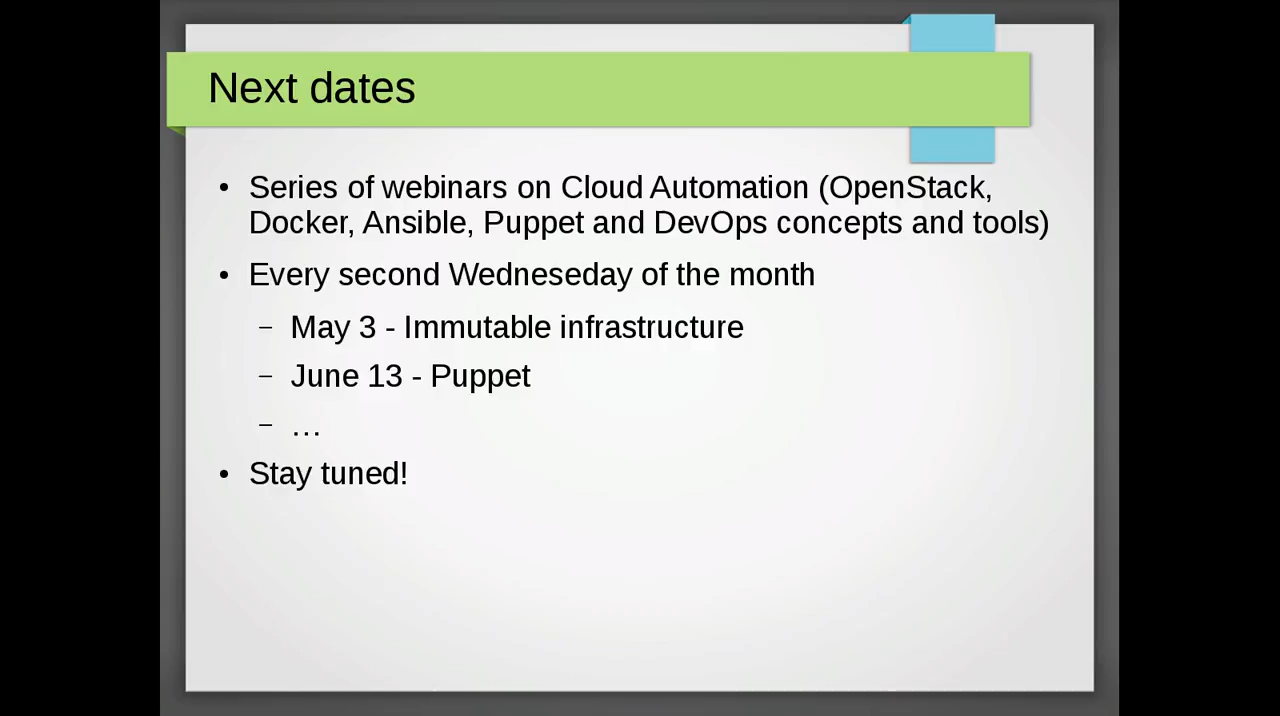 Next dates
• Series of webinars on Cloud Automation (OpenStack,
Docker, Ansible, Puppet and DevOps concepts and tools)
• Every second Wedneseday of the month
– May 3 - Immutable infrastructure
– June 13 - Puppet
– …
• Stay tuned!